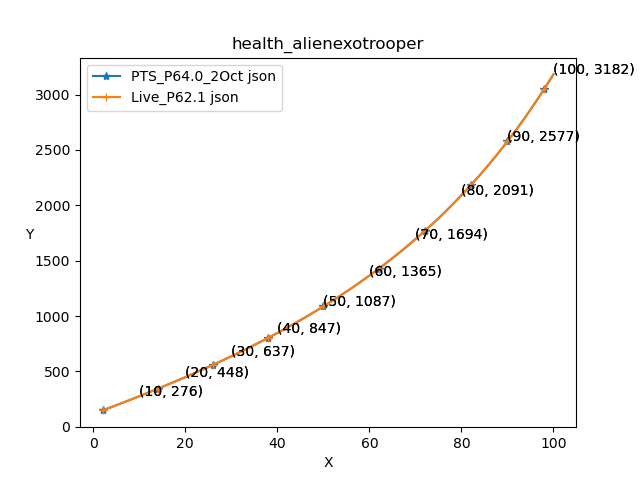 health_alienexotrooper
PTS_P64.0_2Oct json
Live_P62.1 json
(100, 3182)
(90, 2577)
(80, 2091)
(70, 1694)
(60, 1365)
(50, 1087)
(40, 847)
(30, 637)
(20, 448)
(10, 276)
3000
2500
2000
1500
1000
500
0
Y
0 20 40 60 80 100
X